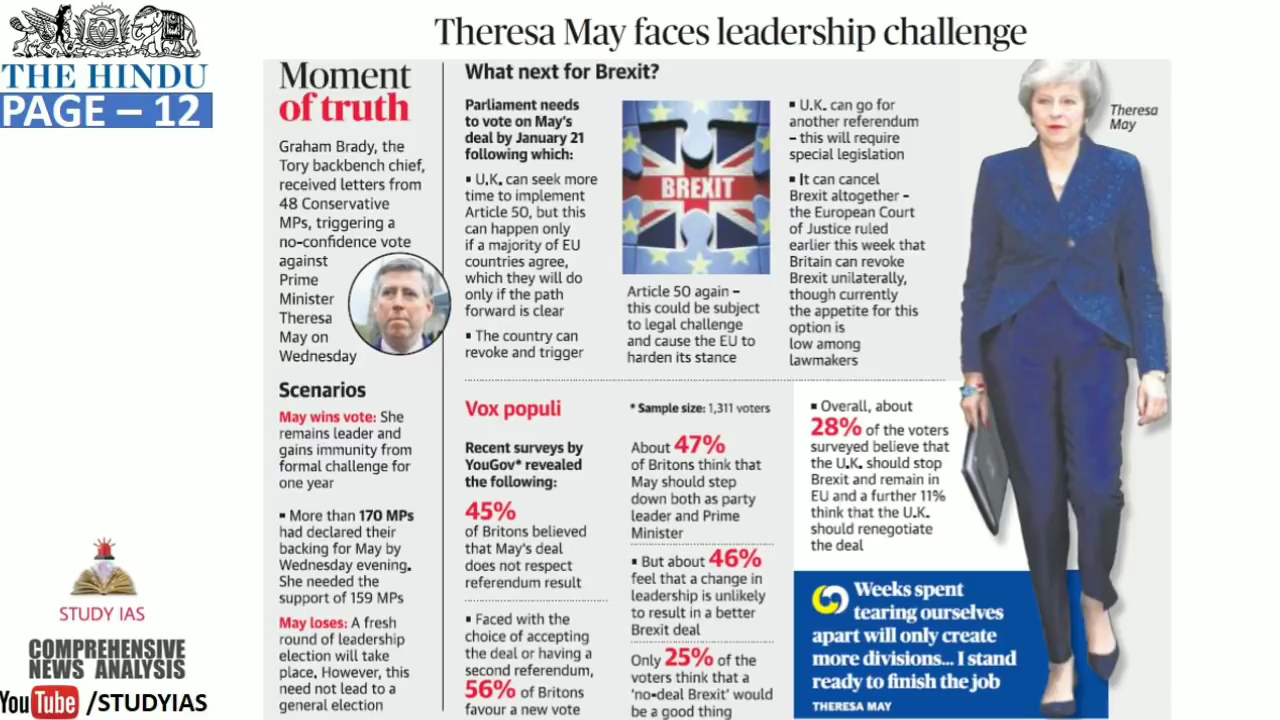 THE HINDU
PAGE – 12
Theresa May faces leadership challenge
Moment
of truth
Graham Brady, the
Tory backbench chief,
received letters from
48 Conservative
MPs, triggering a
no-confidence vote
against
Prime
Minister
Theresa
May on
Wednesday
Scenarios
May wins vote: She
remains leader and
gains immunity from
formal challenge for
one year
▪ More than 170 MPs
had declared their
backing for May by
Wednesday evening.
She needed the
support of 159 MPs
May loses: A fresh
round of leadership
election will take
place. However, this
need not lead to a
general election
What next for Brexit?
Parliament needs
to vote on May's
deal by January 21
following which:
▪ U.K. can seek more
time to implement
Article 50, but this
can happen only
if a majority of EU
countries agree,
which they will do
only if the path
forward is clear
▪ The country can
revoke and trigger
BREXIT
Article 50 again –
this could be subject
to legal challenge
and cause the EU to
harden its stance
▪ U.K. can go for
another referendum
– this will require
special legislation
▪ It can cancel
Brexit altogether –
the European Court
of Justice ruled
earlier this week that
Britain can revoke
Brexit unilaterally,
though currently
the appetite for this
option is
low among
lawmakers
Theresa
May
Vox populi
Recent surveys by
YouGov* revealed
the following:
45%
of Britons believed
that May's deal
does not respect
referendum result
▪ Faced with the
choice of accepting
the deal or having a
second referendum,
56% of Britons
favour a new vote
* Sample size: 1,311 voters
About 47%
of Britons think that
May should step
down both as party
leader and Prime
Minister
▪ But about 46%
feel that a change in
leadership is unlikely
to result in a better
Brexit deal
Only 25% of the
voters think that a
'no-deal Brexit' would
be a good thing
▪ Overall, about
28% of the voters
surveyed believe that
the U.K. should stop
Brexit and remain in
EU and a further 11%
think that the U.K.
should renegotiate
the deal
Weeks spent
tearing ourselves
apart will only create
more divisions... I stand
ready to finish the job
THERESA MAY
STUDY IAS
COMPREHENSIVE
NEWS ANALYSIS
YouTube /STUDYIAS